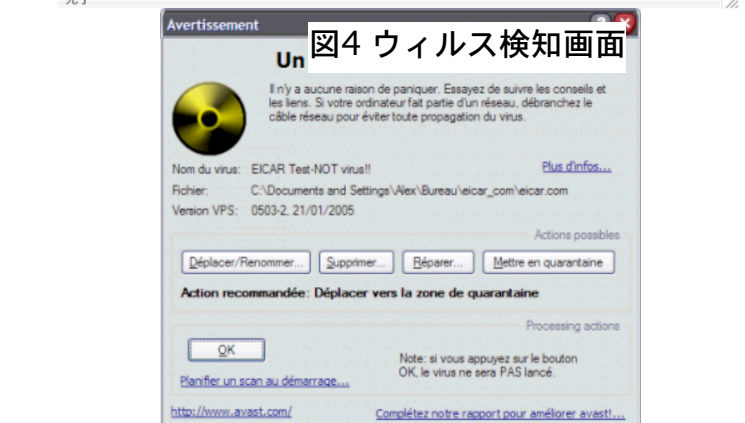 Avertissement
図4 ウィルス検知画面
Un
Il n'y a aucune raison de paniquer. Essayez de suivre les conseils et
les liens. Si votre ordinateur fait partie d'un réseau, débranchez le
câble réseau pour éviter toute propagation du virus.
Nom du virus: EICAR Test-NOT virus!! Plus d'infos...
Fichier: C:\Documents and Settings\Alex\Bureau\eicar_com\eicar.com
Version VPS: 0503-2, 21/01/2005
Actions possibles
Déplacer/Renommer... Supprimer... Réparer... Mettre en quarantaine
Action recommandée: Déplacer vers la zone de quarantaine
Processing actions
OK
Note: si vous appuyez sur le bouton
OK, le virus ne sera PAS lancé.
Planifier un scan au démarrage...
http://www.avast.com/ Complétez notre rapport pour améliorer avast!...